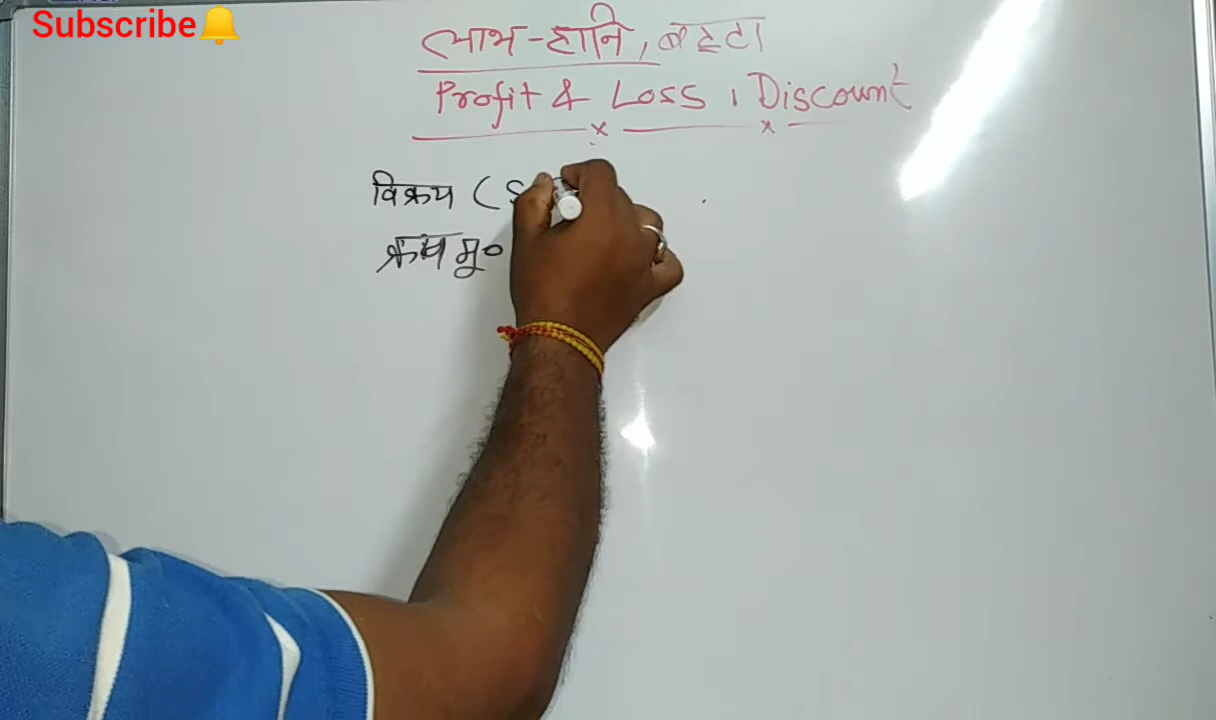 Subscribe🔔
लाभ-हानि, बट्टा
Profit & Loss, Discount
विक्रय (S
क्रय मू०